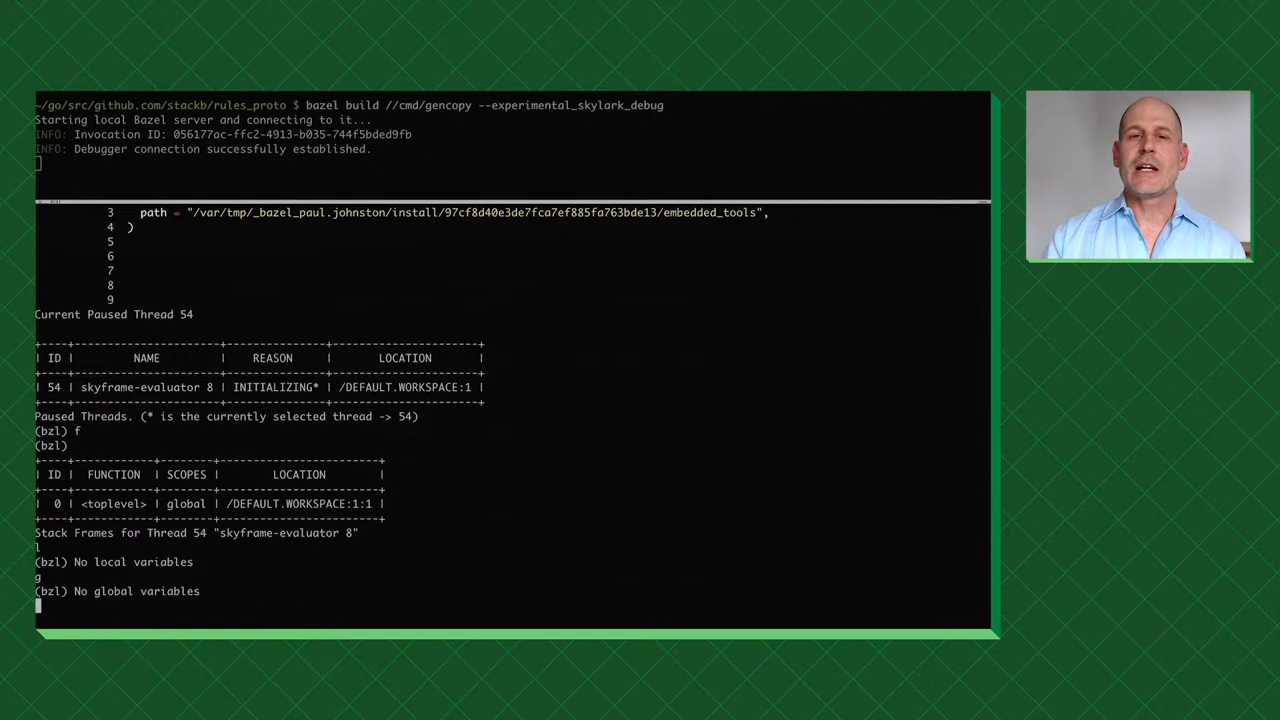 ~/go/src/github.com/stackb/rules_proto $ bazel build //cmd/gencopy --experimental_skylark_debug
Starting local Bazel server and connecting to it...
INFO: Invocation ID: 056177ac-ffc2-4913-b035-744f5bded9fb
INFO: Debugger connection successfully established.
3 path = "/var/tmp/_bazel_paul.johnston/install/97cf8d40e3de7fca7ef885fa763bde13/embedded_tools",
4 )
5
6
7
8
9
Current Paused Thread 54
+----+----------------------+---------------+----------------------+
| ID | NAME | REASON | LOCATION |
+----+----------------------+---------------+----------------------+
| 54 | skyframe-evaluator 8 | INITIALIZING* | /DEFAULT.WORKSPACE:1 |
+----+----------------------+---------------+----------------------+
Paused Threads. (* is the currently selected thread -> 54)
(bzl) f
(bzl)
+----+------------+--------+------------------------+
| ID | FUNCTION | SCOPES | LOCATION |
+----+------------+--------+------------------------+
| 0 | <toplevel> | global | /DEFAULT.WORKSPACE:1:1 |
+----+------------+--------+------------------------+
Stack Frames for Thread 54 "skyframe-evaluator 8"
l
(bzl) No local variables
g
(bzl) No global variables